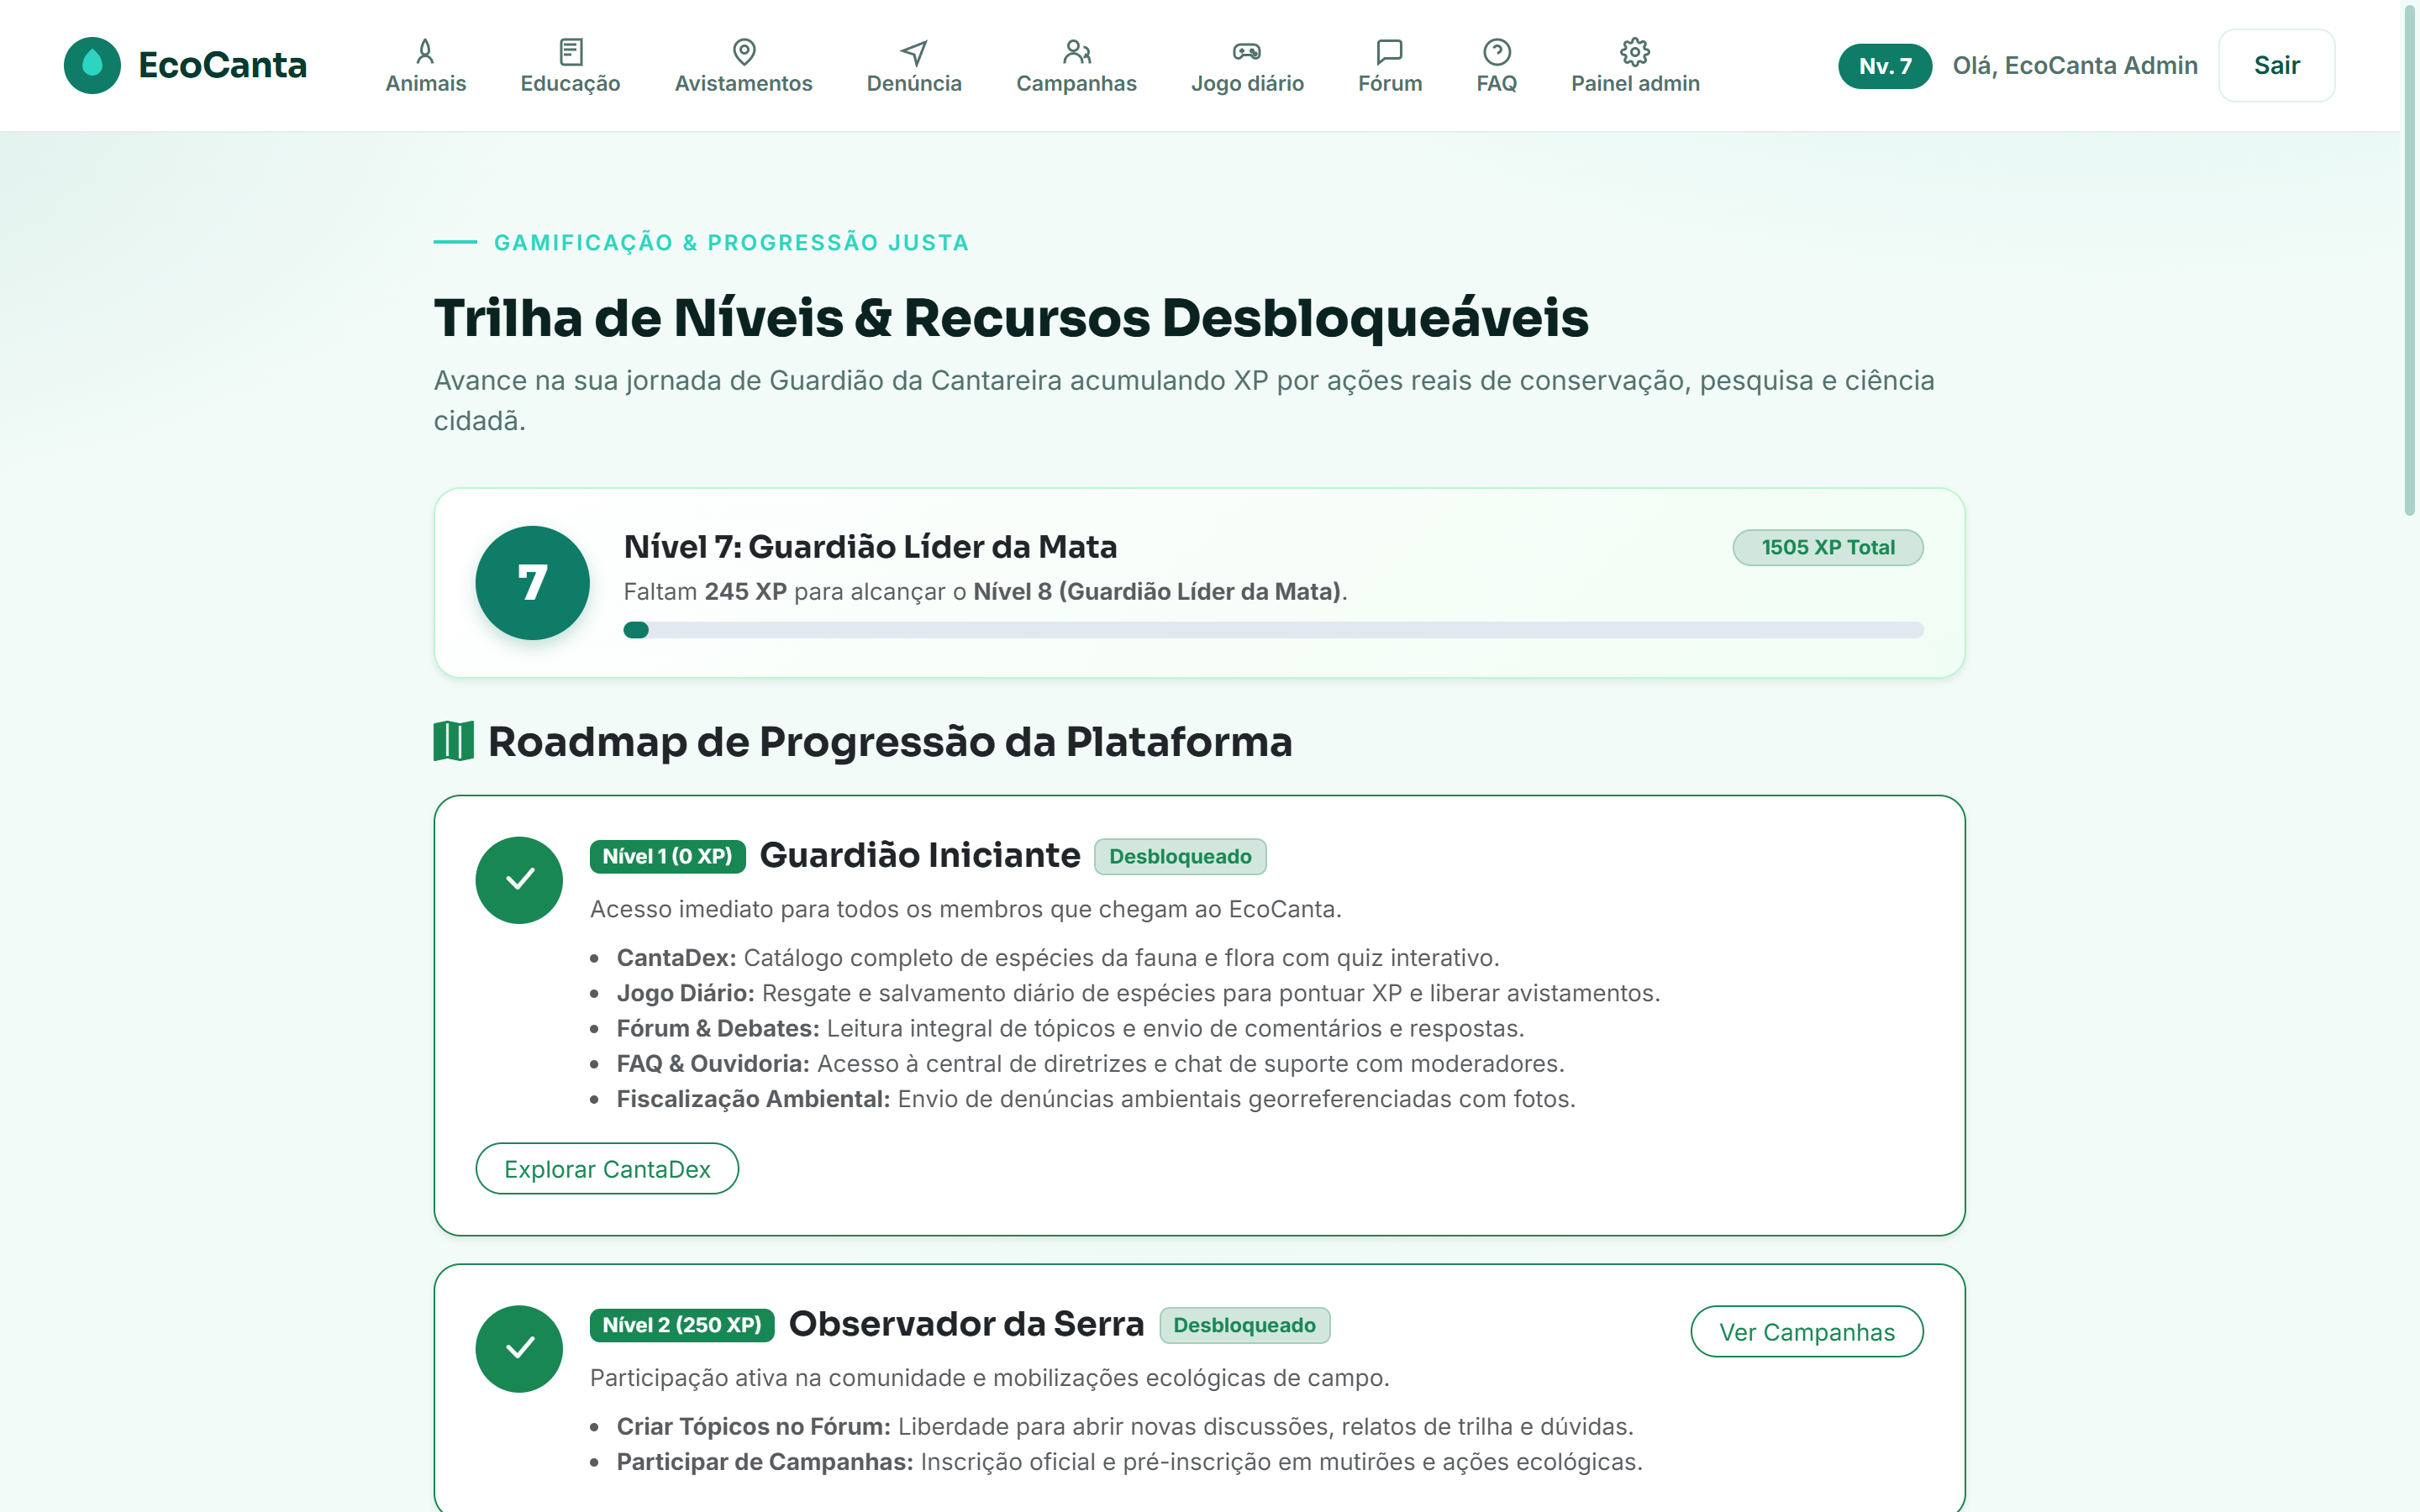 EcoCanta
Animais
Educação
Avistamentos
Denúncia
Campanhas
Jogo diário
Fórum
FAQ
Painel admin
Nv. 7
Olá, EcoCanta Admin
Sair
GAMIFICAÇÃO & PROGRESSÃO JUSTA
Trilha de Níveis & Recursos Desbloqueáveis
Avance na sua jornada de Guardião da Cantareira acumulando XP por ações reais de conservação, pesquisa e ciência
cidadã.
7
Nível 7: Guardião Líder da Mata
1505 XP Total
Faltam 245 XP para alcançar o Nível 8 (Guardião Líder da Mata).
Roadmap de Progressão da Plataforma
Nível 1 (0 XP) Guardião Iniciante Desbloqueado
Acesso imediato para todos os membros que chegam ao EcoCanta.
• CantaDex: Catálogo completo de espécies da fauna e flora com quiz interativo.
• Jogo Diário: Resgate e salvamento diário de espécies para pontuar XP e liberar avistamentos.
• Fórum & Debates: Leitura integral de tópicos e envio de comentários e respostas.
• FAQ & Ouvidoria: Acesso à central de diretrizes e chat de suporte com moderadores.
• Fiscalização Ambiental: Envio de denúncias ambientais georreferenciadas com fotos.
Explorar CantaDex
Nível 2 (250 XP) Observador da Serra Desbloqueado
Ver Campanhas
Participação ativa na comunidade e mobilizações ecológicas de campo.
• Criar Tópicos no Fórum: Liberdade para abrir novas discussões, relatos de trilha e dúvidas.
• Participar de Campanhas: Inscrição oficial e pré-inscrição em mutirões e ações ecológicas.